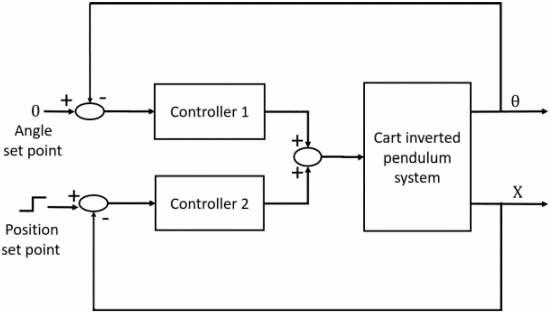 θ
+
-
0
Angle
set point
Controller 1
+
+
Cart inverted
pendulum
system
X
+
-
Position
set point
Controller 2